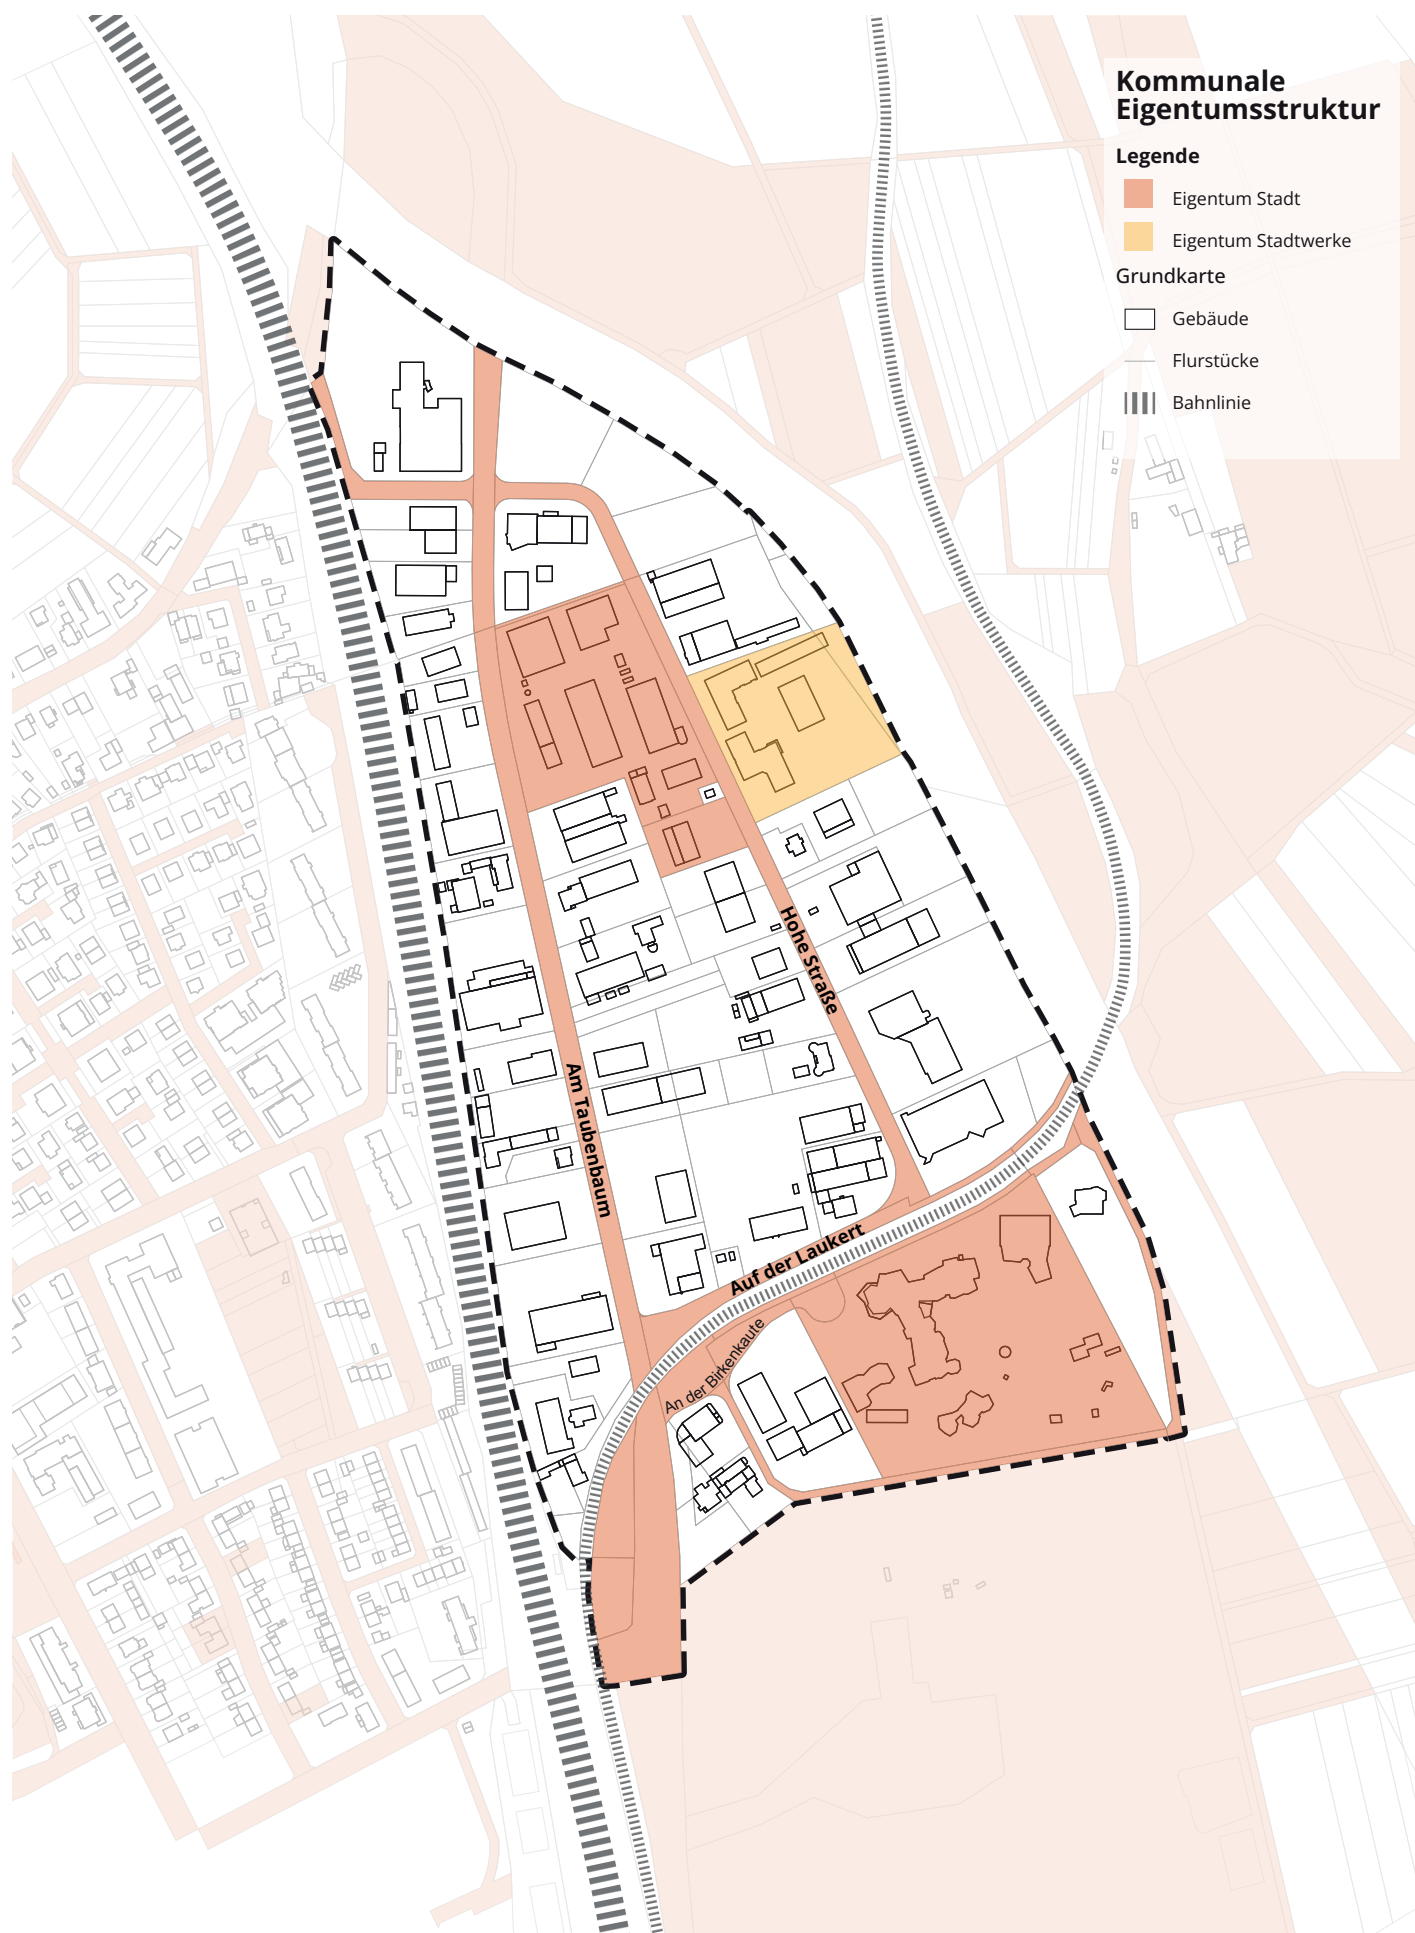 Kommunale
Eigentumsstruktur
Legende
Eigentum Stadt
Eigentum Stadtwerke
Grundkarte
Gebäude
Flurstücke
Bahnlinie
Hohe Straße
Am Taubenbaum
Auf der Laukert
An der Birkenkaute